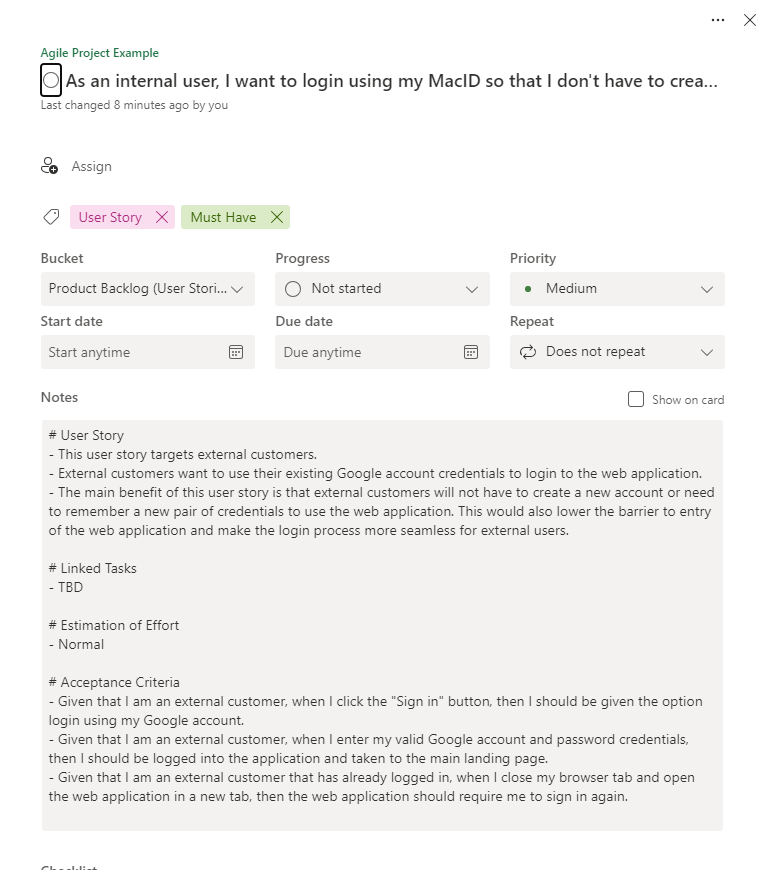 Agile Project Example
As an internal user, I want to login using my MacID so that I don't have to crea...
Last changed 8 minutes ago by you
Assign
User Story Must Have
Bucket Progress Priority
Product Backlog (User Stori... Not started Medium
Start date Due date Repeat
Start anytime Due anytime Does not repeat
Notes Show on card
# User Story
- This user story targets external customers.
- External customers want to use their existing Google account credentials to login to the web application.
- The main benefit of this user story is that external customers will not have to create a new account or need
to remember a new pair of credentials to use the web application. This would also lower the barrier to entry
of the web application and make the login process more seamless for external users.
# Linked Tasks
- TBD
# Estimation of Effort
- Normal
# Acceptance Criteria
- Given that I am an external customer, when I click the "Sign in" button, then I should be given the option
login using my Google account.
- Given that I am an external customer, when I enter my valid Google account and password credentials,
then I should be logged into the application and taken to the main landing page.
- Given that I am an external customer that has already logged in, when I close my browser tab and open
the web application in a new tab, then the web application should require me to sign in again.
Checklist